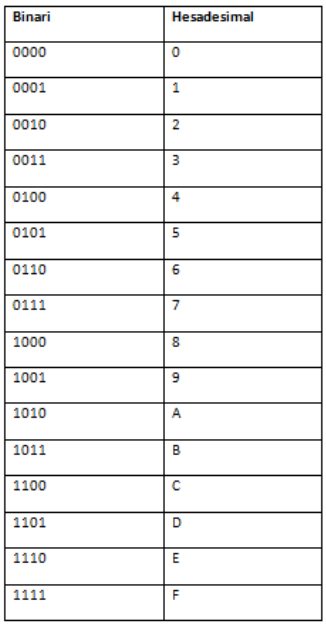 Binari Hesadesimal
0000 0
0001 1
0010 2
0011 3
0100 4
0101 5
0110 6
0111 7
1000 8
1001 9
1010 A
1011 B
1100 C
1101 D
1110 E
1111 F